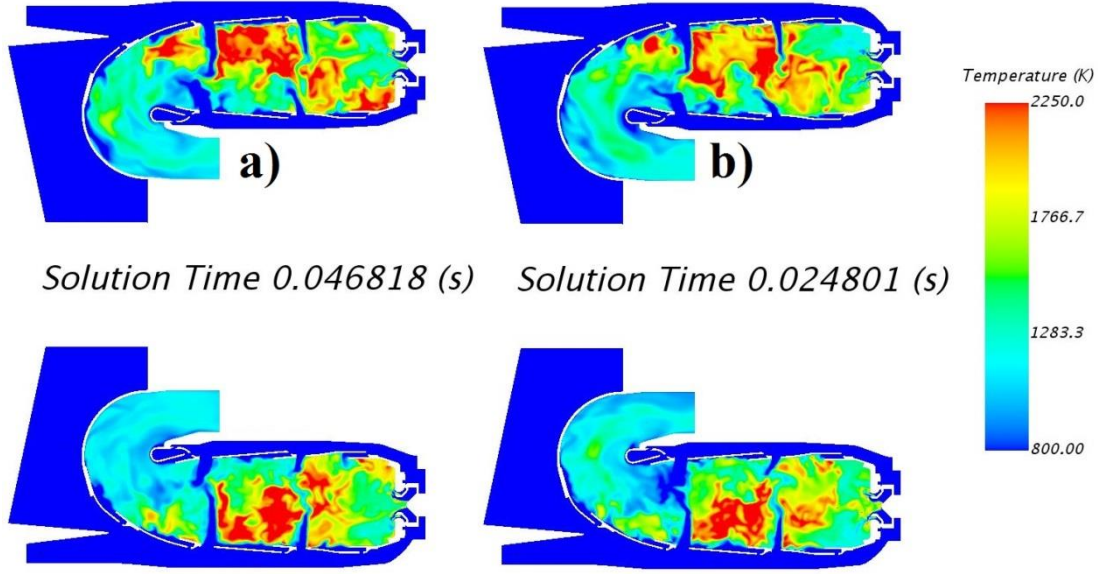 Temperature (K)
2250.0
a)
b)
1766.7
Solution Time 0.046818 (s)
Solution Time 0.024801 (s)
1283.3
800.00